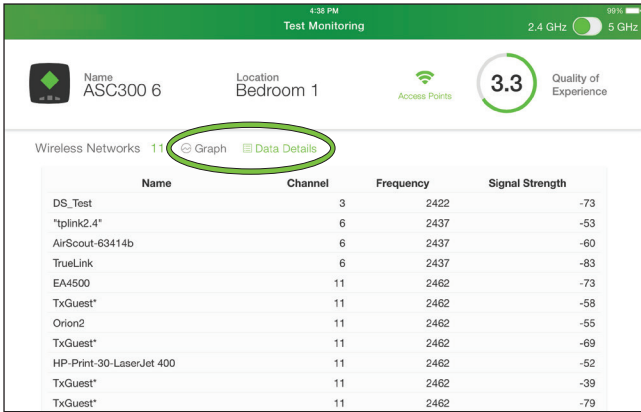 4:38 PM
99%
Test Monitoring
2.4 GHz 5 GHz
Name
ASC300 6
Location
Bedroom 1
Access Points
3.3
Quality of
Experience
Wireless Networks 11 Graph Data Details
Name Channel Frequency Signal Strength
DS_Test 3 2422 -73
"tplink2.4" 6 2437 -53
AirScout-63414b 6 2437 -60
TrueLink 6 2437 -83
EA4500 11 2462 -73
TxGuest* 11 2462 -58
Orion2 11 2462 -55
TxGuest* 11 2462 -69
HP-Print-30-LaserJet 400 11 2462 -52
TxGuest* 11 2462 -39
TxGuest* 11 2462 -79